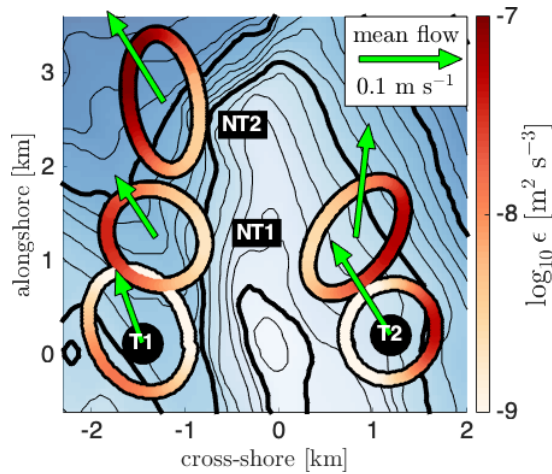 mean flow
0.1 m s⁻¹
NT2
NT1
T1
T2
3
2
1
0
alongshore [km]
-2
-1
0
1
2
cross-shore [km]
-7
-8
-9
log₁₀ ϵ [m² s⁻³]